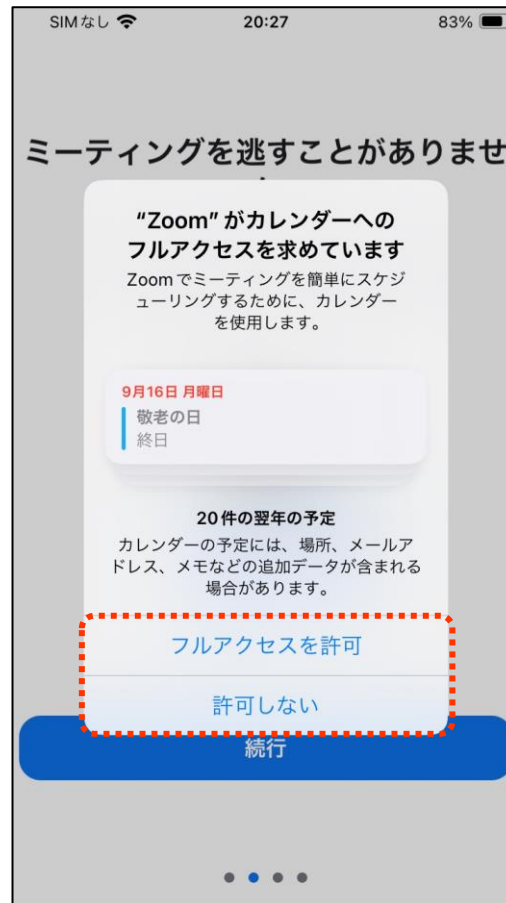 SIMなし 20:27 83%
ミーティングを逃すことがありませ
“Zoom”がカレンダーへの
フルアクセスを求めています
Zoomでミーティングを簡単にスケジ
ューリングするために、カレンダー
を使用します。
9月16日 月曜日
敬老の日
終日
20件の翌年の予定
カレンダーの予定には、場所、メールア
ドレス、メモなどの追加データが含まれる
場合があります。
フルアクセスを許可
許可しない
続行